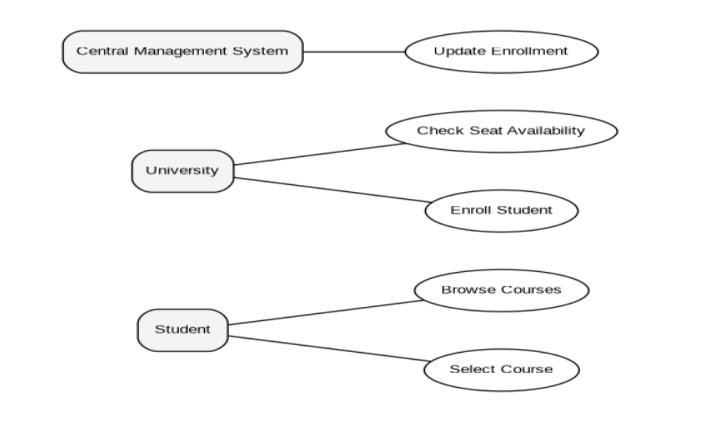 Central Management System
Update Enrollment
Check Seat Availability
University
Enroll Student
Browse Courses
Student
Select Course